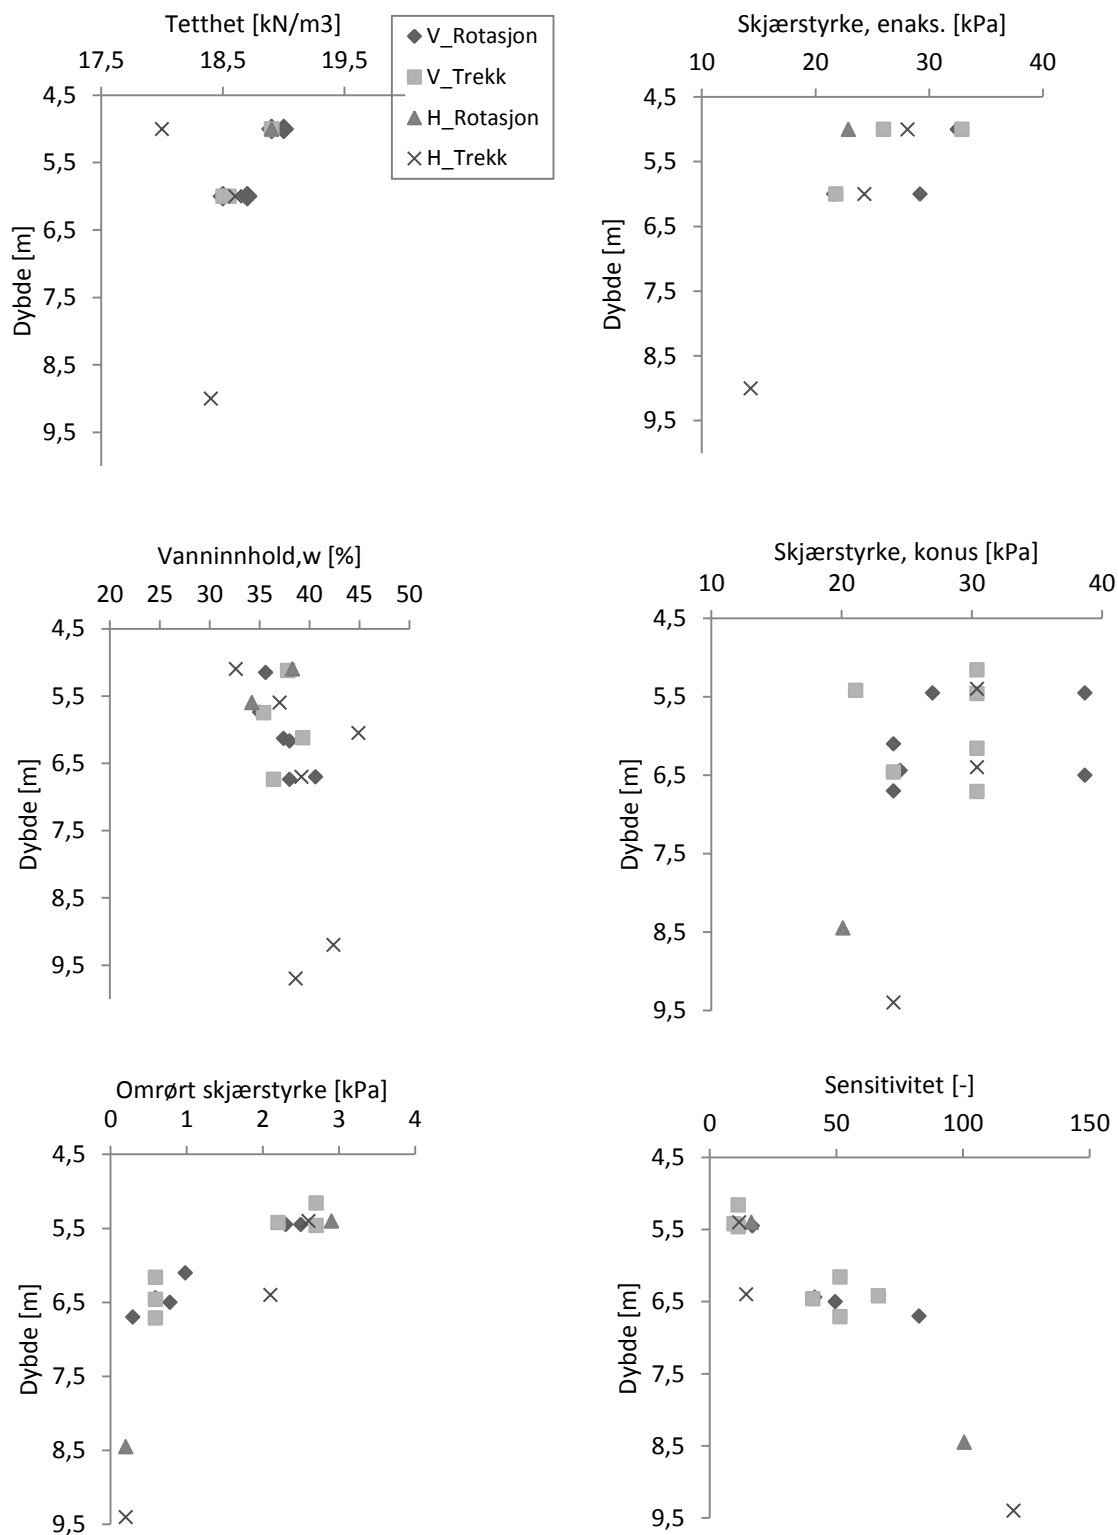 Tetthet [kN/m3]
17,5 18,5 19,5
4,5
5,5
6,5
7,5
8,5
9,5
Dybde [m]
V_Rotasjon
V_Trekk
H_Rotasjon
H_Trekk
Skjærstyrke, enaks. [kPa]
10 20 30 40
4,5
5,5
6,5
7,5
8,5
9,5
Dybde [m]
Vanninnhold,w [%]
20 25 30 35 40 45 50
4,5
5,5
6,5
7,5
8,5
9,5
Dybde [m]
Skjærstyrke, konus [kPa]
10 20 30 40
4,5
5,5
6,5
7,5
8,5
9,5
Dybde [m]
Omrørt skjærstyrke [kPa]
0 1 2 3 4
4,5
5,5
6,5
7,5
8,5
9,5
Dybde [m]
Sensitivitet [-]
0 50 100 150
4,5
5,5
6,5
7,5
8,5
9,5
Dybde [m]